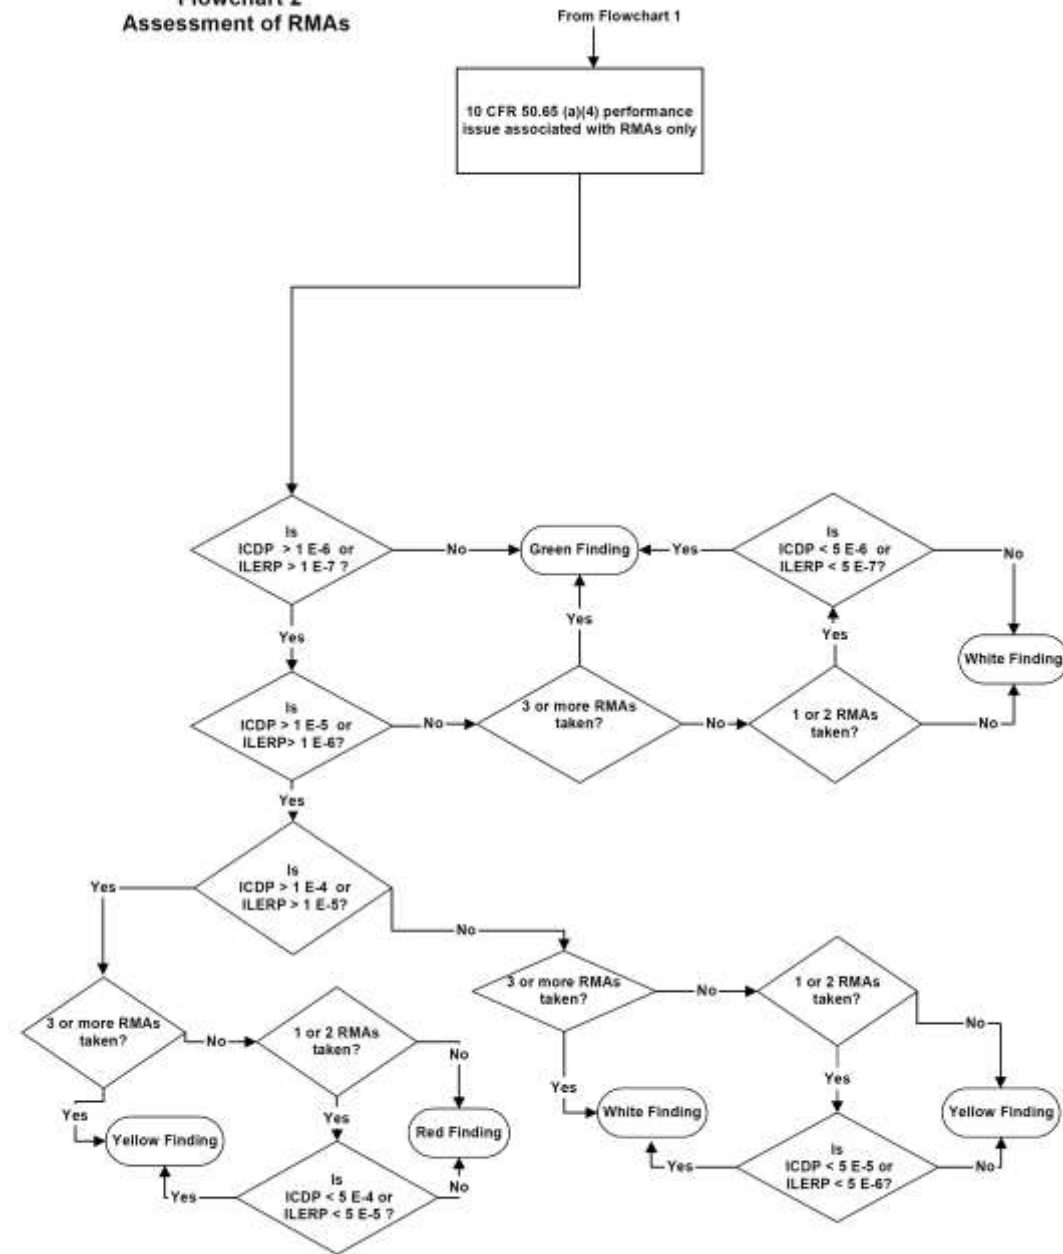 Flowchart 2
Assessment of RMAs
From Flowchart 1
10 CFR 50.65 (a)(4) performance
issue associated with RMAs only
Is
ICDP > 1 E-6 or
ILERP > 1 E-7 ?
No
Green Finding
Yes
Is
ICDP < 5 E-6 or
ILERP < 5 E-7?
No
Yes
Yes
Yes
White Finding
Is
ICDP > 1 E-5 or
ILERP> 1 E-6?
No
3 or more RMAs
taken?
No
1 or 2 RMAs
taken?
No
Yes
Is
ICDP > 1 E-4 or
ILERP > 1 E-5?
Yes
No
3 or more RMAs
taken?
No
1 or 2 RMAs
taken?
No
3 or more RMAs
taken?
No
1 or 2 RMAs
taken?
No
Yes
Yes
Yes
Yes
Yellow Finding
Red Finding
White Finding
Yellow Finding
Is
ICDP < 5 E-4 or
ILERP < 5 E-5 ?
Yes
No
Is
ICDP < 5 E-5 or
ILERP < 5 E-6?
Yes
No